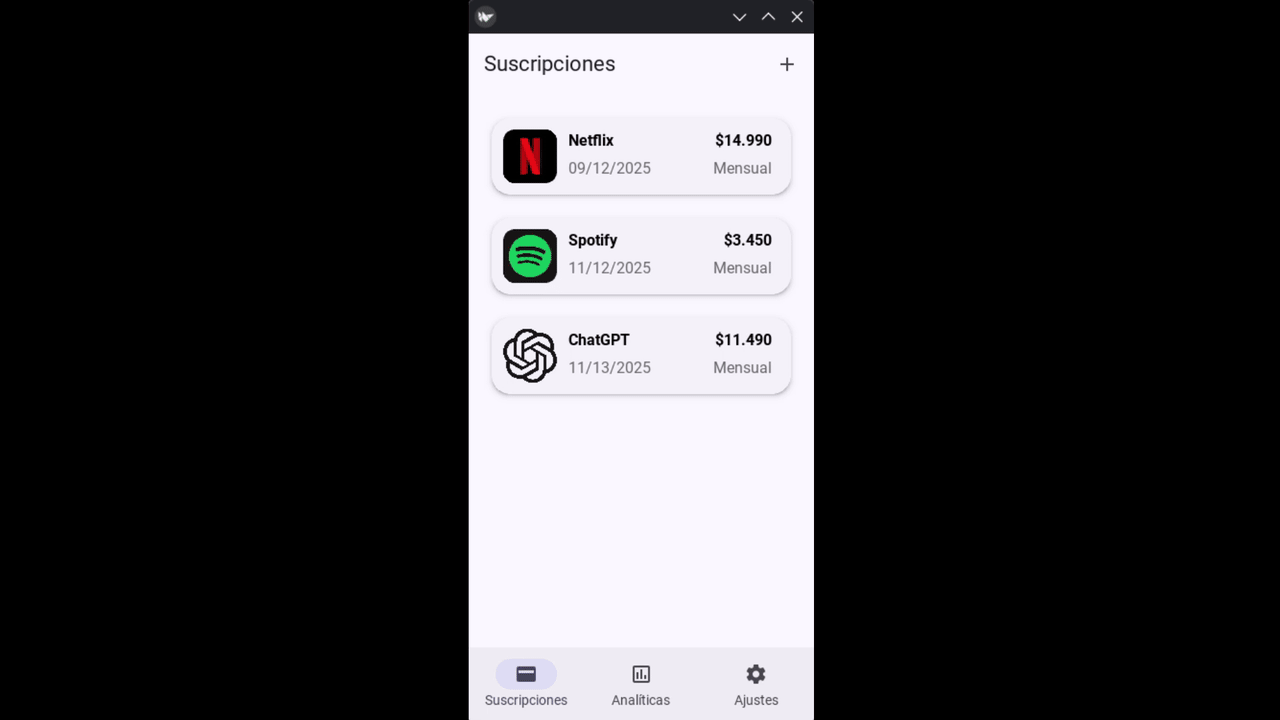 Suscripciones
Netflix $14.990
09/12/2025 Mensual
Spotify $3.450
11/12/2025 Mensual
ChatGPT $11.490
11/13/2025 Mensual
Suscripciones Analíticas Ajustes